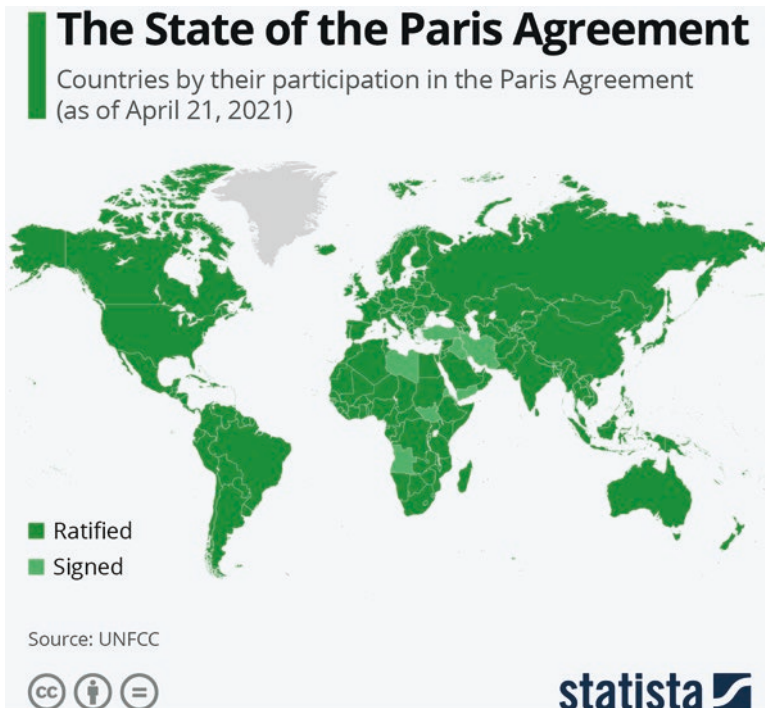 The State of the Paris Agreement
Countries by their participation in the Paris Agreement
(as of April 21, 2021)
Ratified
Signed
Source: UNFCC
cc
statista